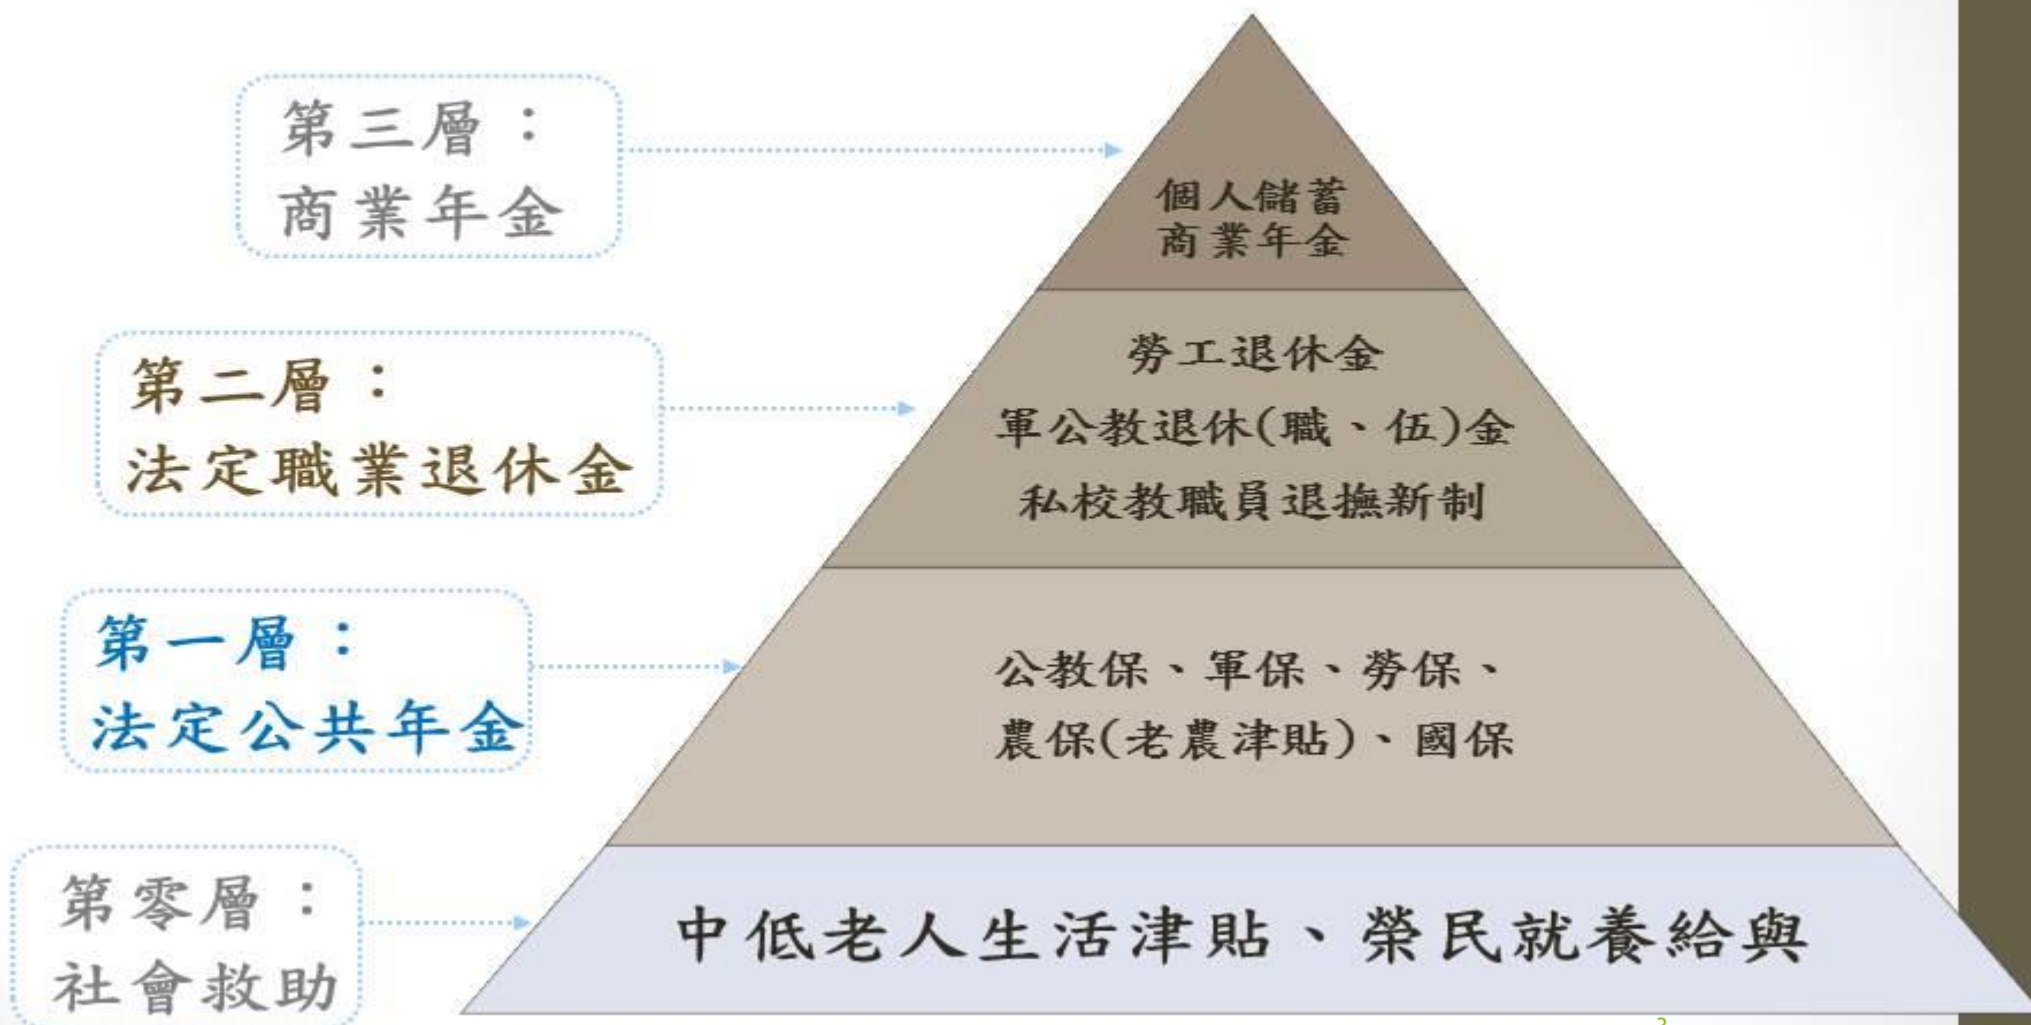 第三層：
商業年金
個人儲蓄
商業年金
第二層：
法定職業退休金
勞工退休金
軍公教退休(職、伍)金
私校教職員退撫新制
第一層：
法定公共年金
公教保、軍保、勞保、
農保(老農津貼)、國保
第零層：
社會救助
中低老人生活津貼、榮民就養給與